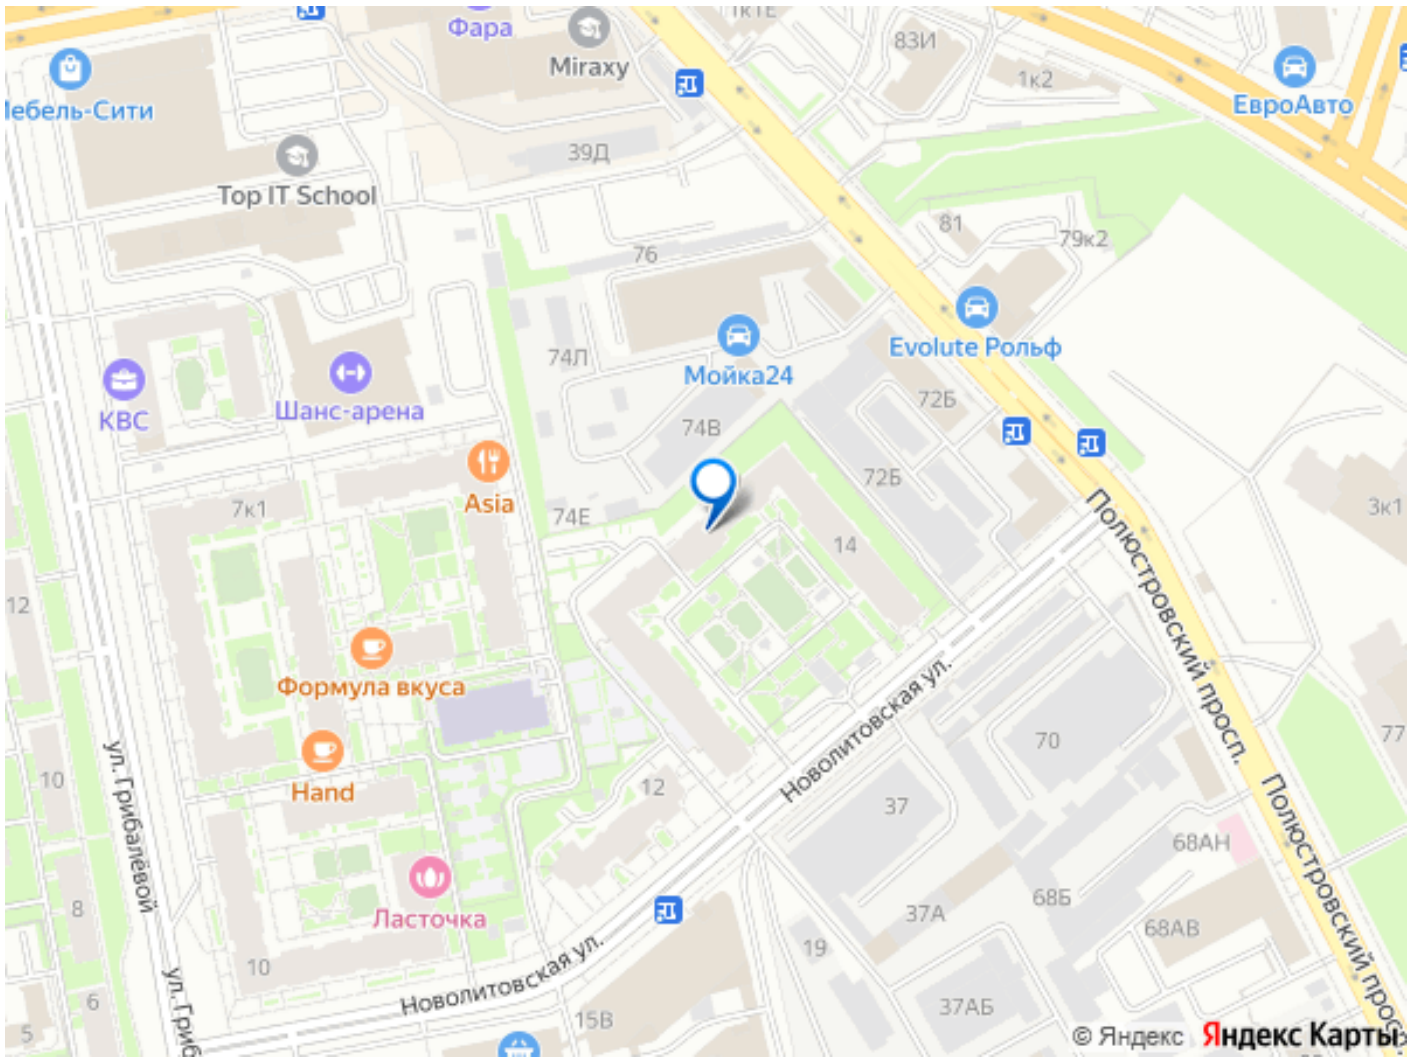 Фара
1к1Е
83И
Miraxy
1к2
ЕвроАвто
Мебель-Сити
39Д
Top IT School
81
79к2
76
Evolute Рольф
74Л
Мойка24
КВС
Шанс-арена
72Б
74В
72Б
Asia
7к1
74Е
3к1
14
Полюстровский просп.
12
Формула вкуса
Новолитовская ул.
77
70
ул. Грибалёвой
10
Hand
12
37
Полюстровский просп.
68АН
Ласточка
8
68Б
37А
68АВ
19
10
ул. Гриб
Новолитовская ул.
6
37АБ
15В
5
© Яндекс Яндекс Карты